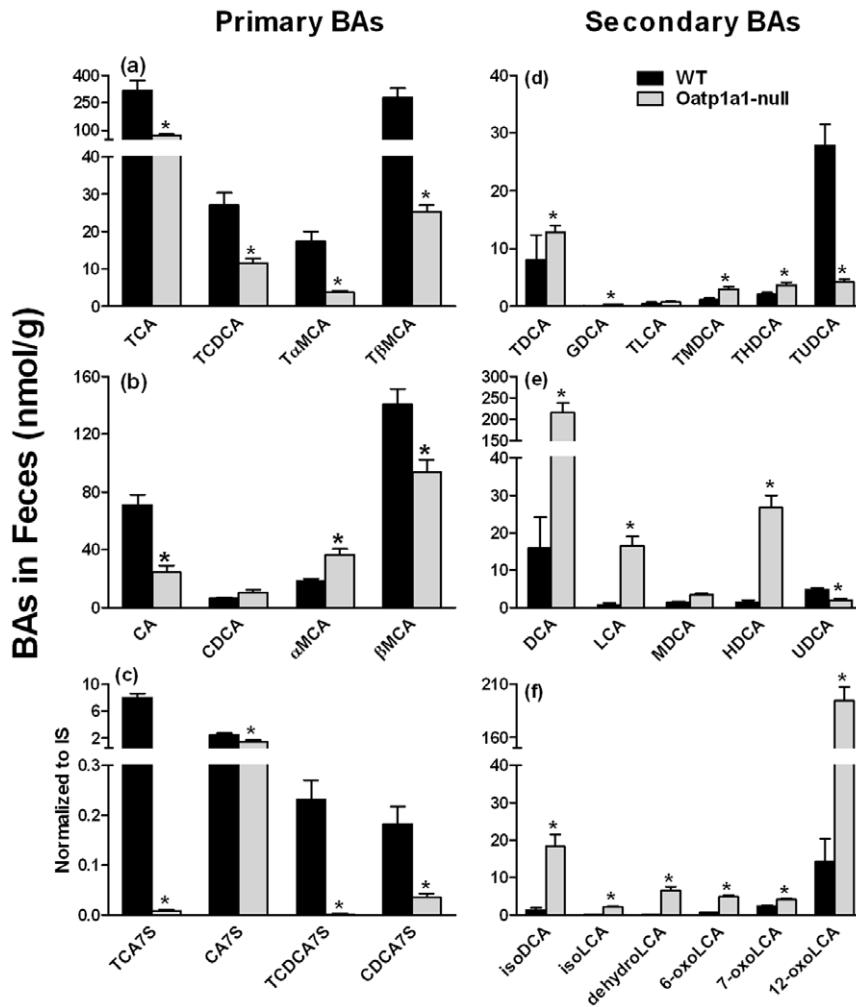 Primary BAs
Secondary BAs
BAs in Feces (nmol/g)
(a)
400
250
100
40
30
20
10
0
*
*
*
*
TCA
TCDCA
TαMCA
TβMCA
(d)
WT
Oatp1a1-null
40
30
20
10
0
*
*
*
*
*
TDCA
GDCA
TLCA
TMDCA
THDCA
TUDCA
(b)
160
120
80
40
0
*
*
*
CA
CDCA
αMCA
βMCA
(e)
300
250
200
150
40
30
20
10
0
*
*
*
*
DCA
LCA
MDCA
HDCA
UDCA
(c)
Normalized to IS
10
6
2
0.3
0.2
0.1
0.0
*
*
*
*
TCA7S
CA7S
TCDCA7S
CDCA7S
(f)
210
160
40
30
20
10
0
*
*
*
*
*
*
isoDCA
isoLCA
dehydroLCA
6-oxoLCA
7-oxoLCA
12-oxoLCA